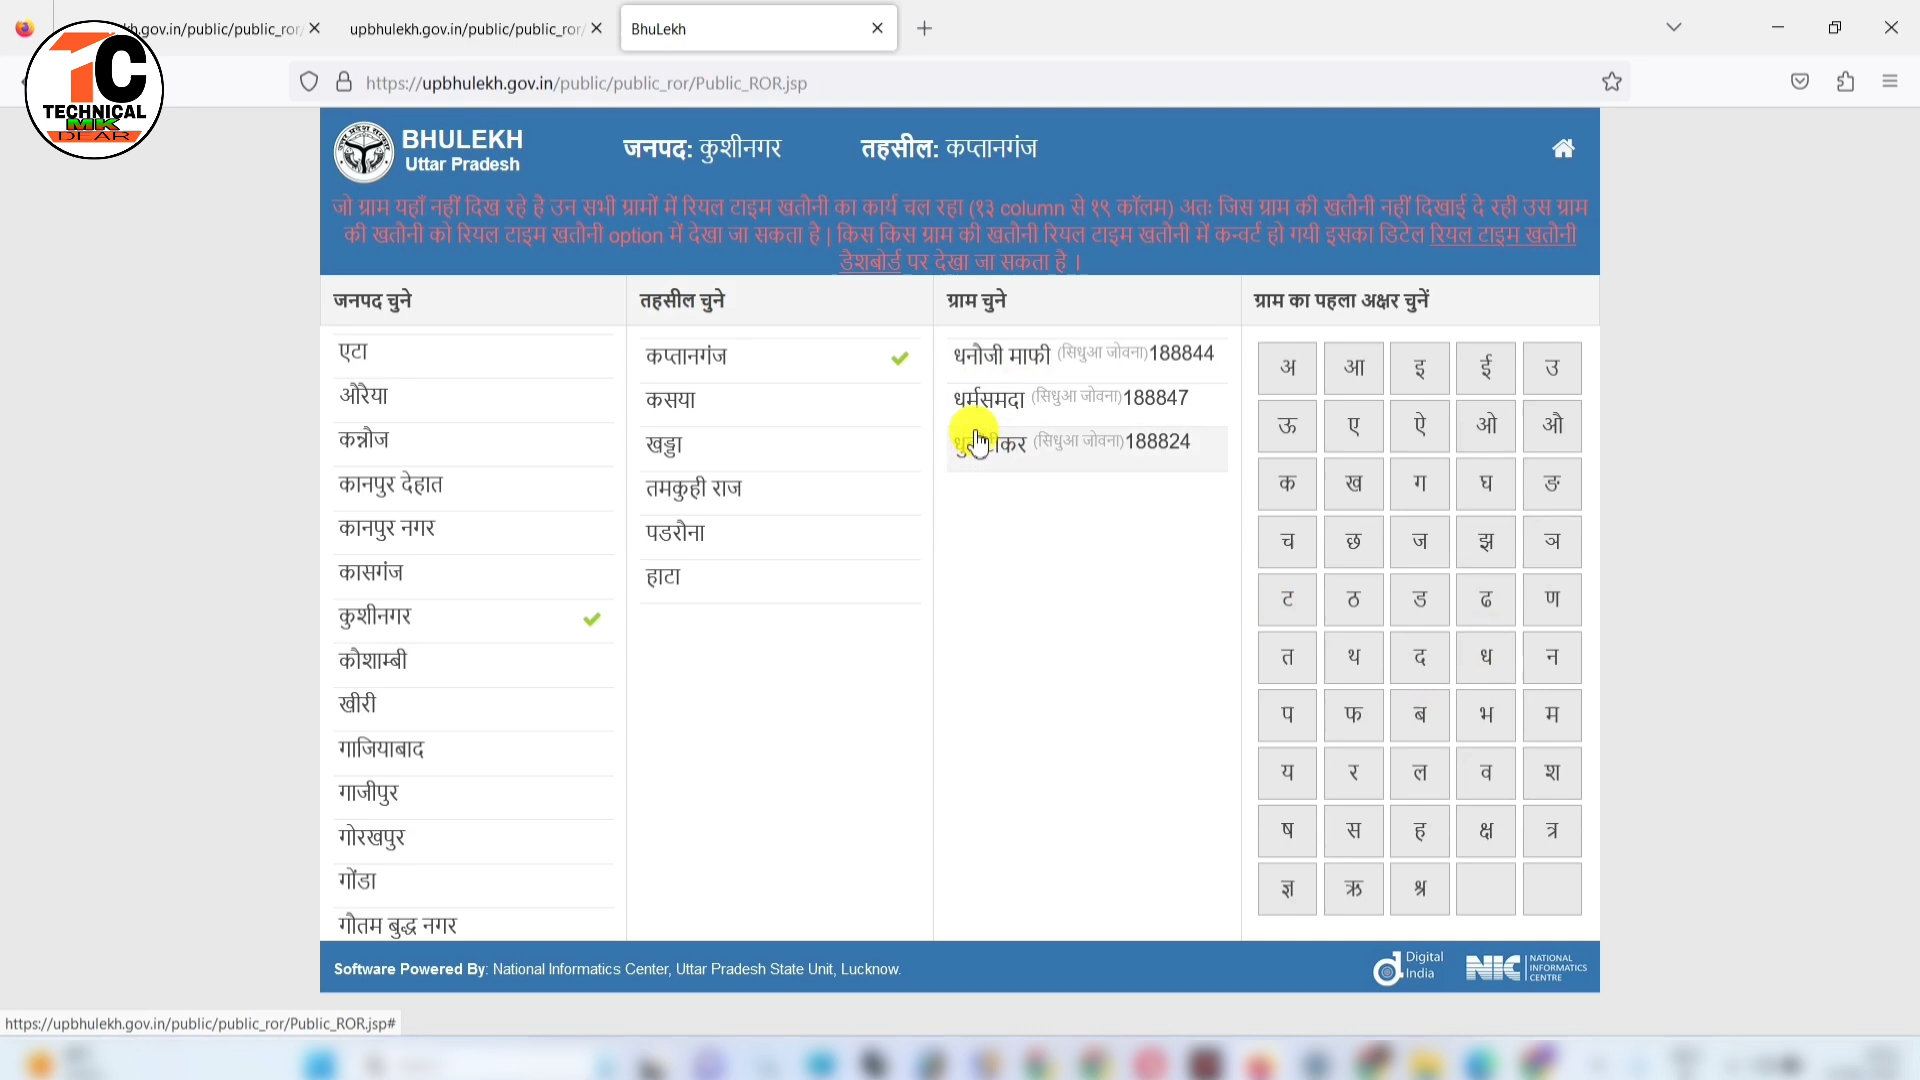 h.gov.in/public/public_ror/
upbhulekh.gov.in/public/public_ror/
BhuLekh
TC
TECHNICAL
MK
DEAR
https://upbhulekh.gov.in/public/public_ror/Public_ROR.jsp
BHULEKH
Uttar Pradesh
जनपद: कुशीनगर
तहसील: कप्तानगंज
जो ग्राम यहाँ नहीं दिख रहे है उन सभी ग्रामों में रियल टाइम खतौनी का कार्य चल रहा (१३ column से १९ कॉलम) अतः जिस ग्राम की खतौनी नहीं दिखाई दे रही उस ग्राम
की खतौनी को रियल टाइम खतौनी option में देखा जा सकता है | किस किस ग्राम की खतौनी रियल टाइम खतौनी में कन्वर्ट हो गयी इसका डिटेल रियल टाइम खतौनी
डैशबोर्ड पर देखा जा सकता है ।
जनपद चुने
तहसील चुने
ग्राम चुने
ग्राम का पहला अक्षर चुनें
एटा
औरैया
कन्नौज
कानपुर देहात
कानपुर नगर
कासगंज
कुशीनगर
कौशाम्बी
खीरी
गाजियाबाद
गाजीपुर
गोरखपुर
गोंडा
गौतम बुद्ध नगर
कप्तानगंज
कसया
खड्डा
तमकुही राज
पडरौना
हाटा
धनौजी माफी (सिधुआ जोवना)188844
धर्मसमदा (सिधुआ जोवना)188847
(सिधुआ जोवना)188824
अ आ इ ई उ
ऊ ए ऐ ओ औ
क ख ग घ ङ
च छ ज झ ञ
ट ठ ड ढ ण
त थ द ध न
प फ ब भ म
य र ल व श
ष स ह क्ष त्र
ज्ञ ऋ श्र
Software Powered By: National Informatics Center, Uttar Pradesh State Unit, Lucknow.
Digital
India
NIC
NATIONAL
INFORMATICS
CENTRE
https://upbhulekh.gov.in/public/public_ror/Public_ROR.jsp#